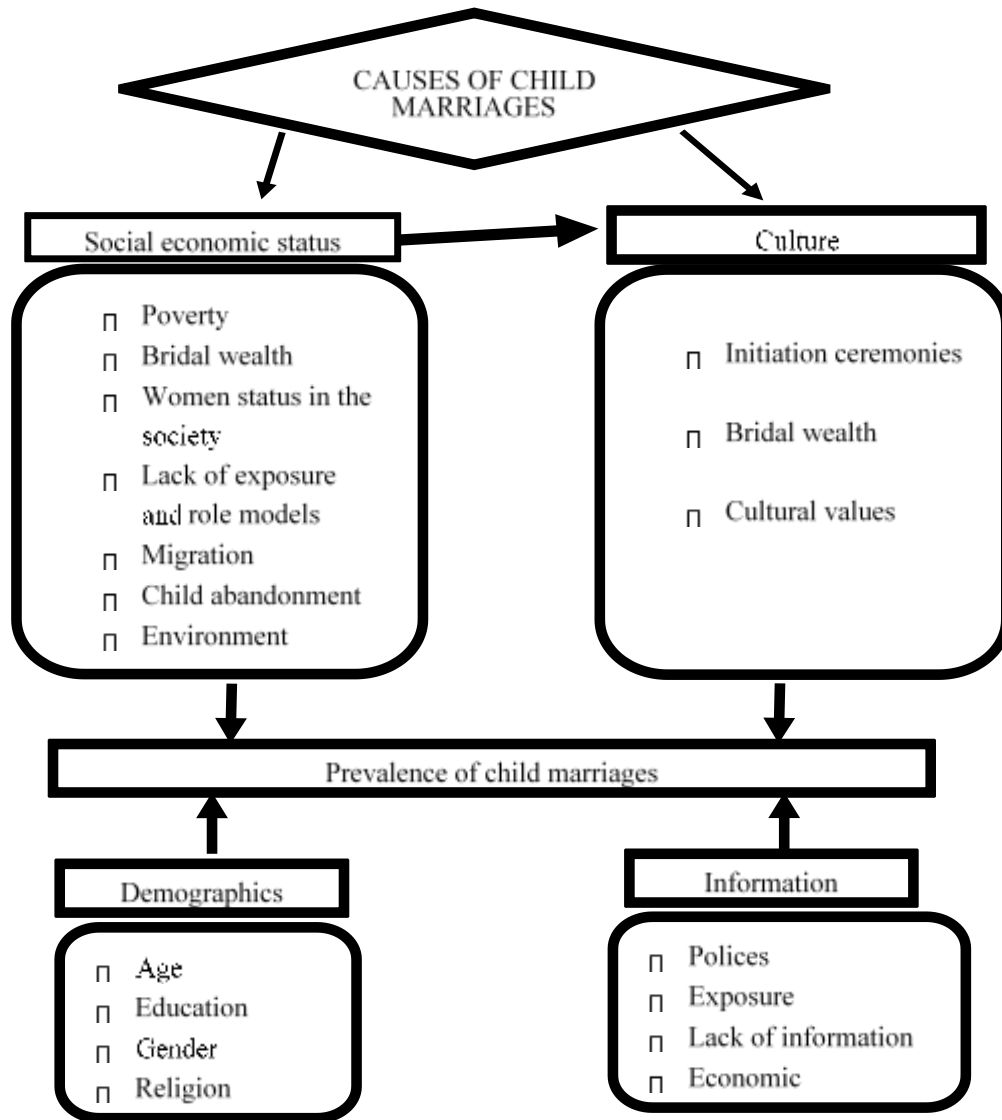 CAUSES OF CHILD
MARRIAGES
Social economic status
Culture
Poverty
Bridal wealth
Women status in the
society
Lack of exposure
and role models
Migration
Child abandonment
Environment
Initiation ceremonies
Bridal wealth
Cultural values
Prevalence of child marriages
Demographics
Age
Education
Gender
Religion
Information
Polices
Exposure
Lack of information
Economic